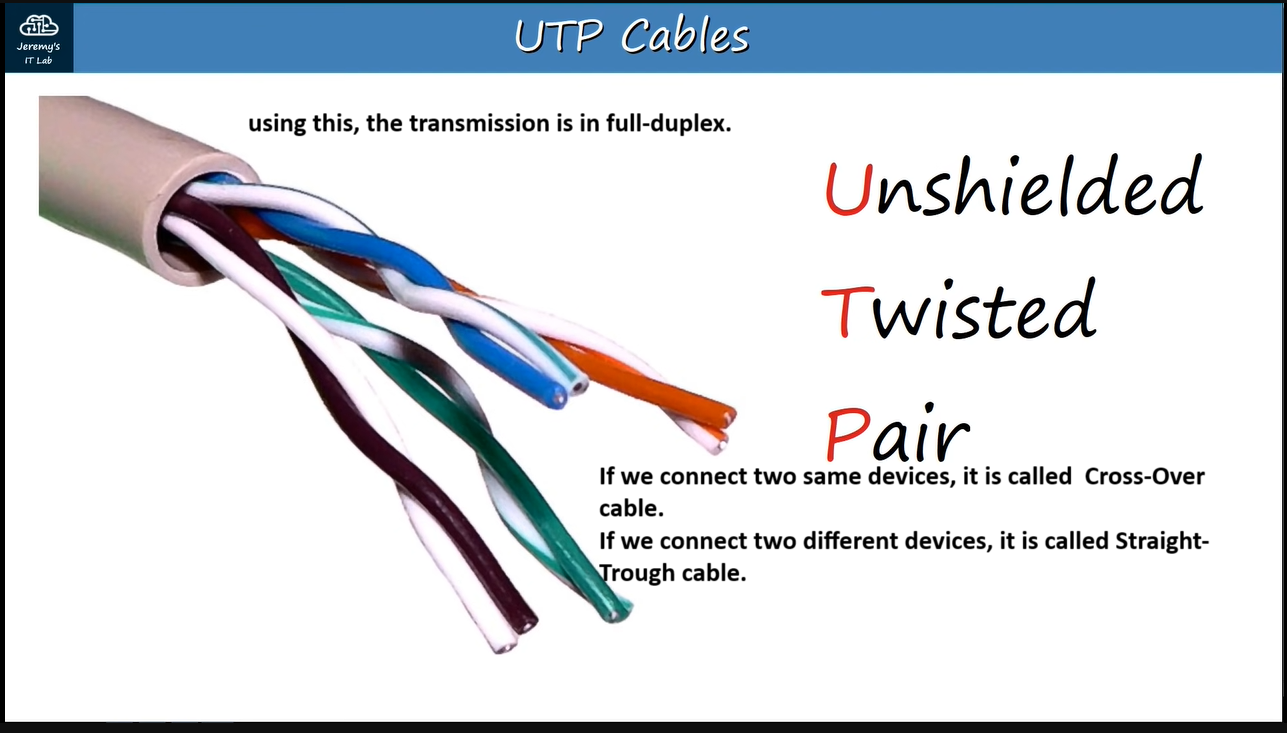 Jeremy's
IT Lab
UTP Cables
using this, the transmission is in full-duplex.
Unshielded
Twisted
Pair
If we connect two same devices, it is called Cross-Over
cable.
If we connect two different devices, it is called Straight-
Trough cable.